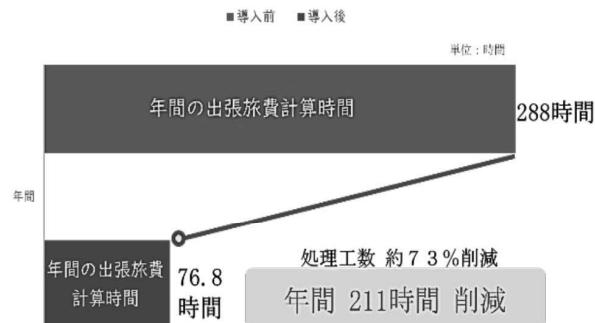 ■導入前 ■導入後
単位：時間
年間の出張旅費計算時間
288時間
年間
年間の出張旅費
計算時間
76.8
時間
処理工数 約７３%削減
年間 211時間 削減